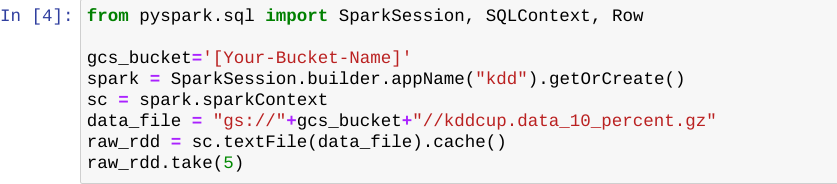 In [4]: from pyspark.sql import SparkSession, SQLContext, Row
gcs_bucket='[Your-Bucket-Name]'
spark = SparkSession.builder.appName("kdd").getOrCreate()
sc = spark.sparkContext
data_file = "gs://"+gcs_bucket+"//kddcup.data_10_percent.gz"
raw_rdd = sc.textFile(data_file).cache()
raw_rdd.take(5)